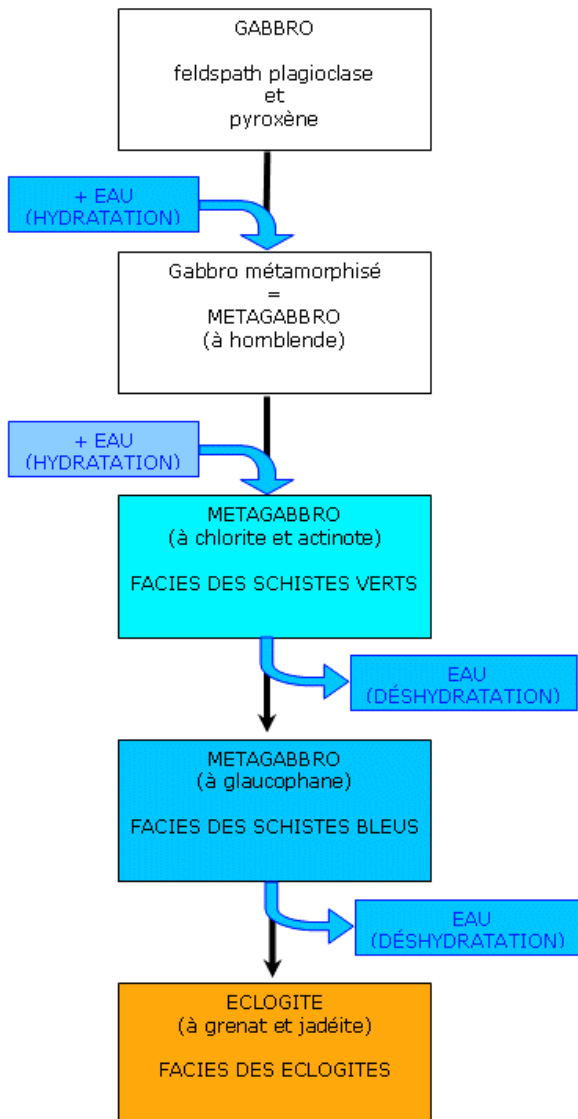 GABBRO
feldspath plagioclase
et
pyroxène
+ EAU
(HYDRATATION)
Gabbro métamorphisé
=
METAGABBRO
(à hornblende)
+ EAU
(HYDRATATION)
METAGABBRO
(à chlorite et actinote)
FACIES DES SCHISTES VERTS
EAU
(DÉSHYDRATATION)
METAGABBRO
(à glaucophane)
FACIES DES SCHISTES BLEUS
EAU
(DÉSHYDRATATION)
ECLOGITE
(à grenat et jadéite)
FACIES DES ECLOGITES